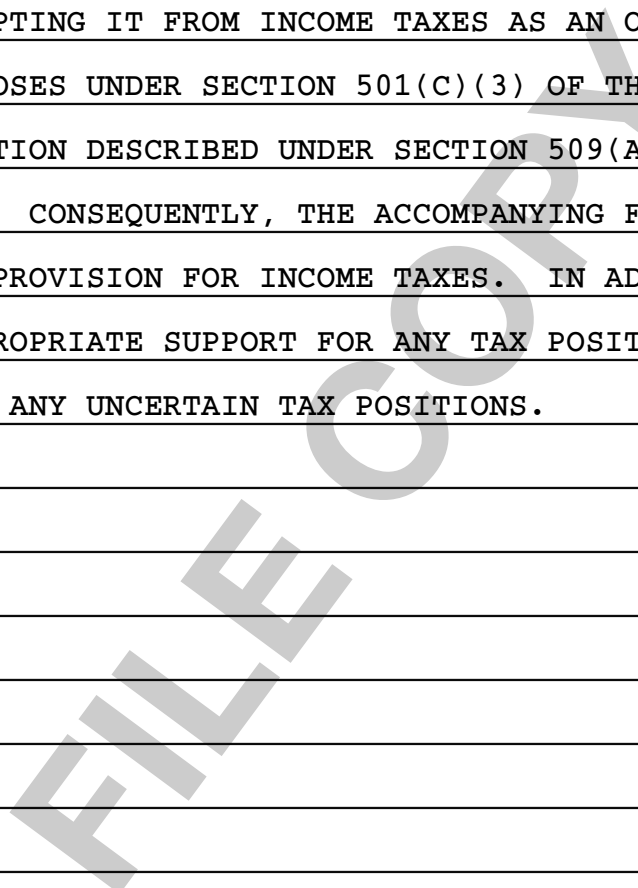 PTING IT FROM INCOME TAXES AS AN O
OSES UNDER SECTION 501(C)(3) OF TH
TION DESCRIBED UNDER SECTION 509(A
CONSEQUENTLY, THE ACCOMPANYING F
PROVISION FOR INCOME TAXES. IN AD
ROPRIATE SUPPORT FOR ANY TAX POSIT
ANY UNCERTAIN TAX POSITIONS.
FILE COPY